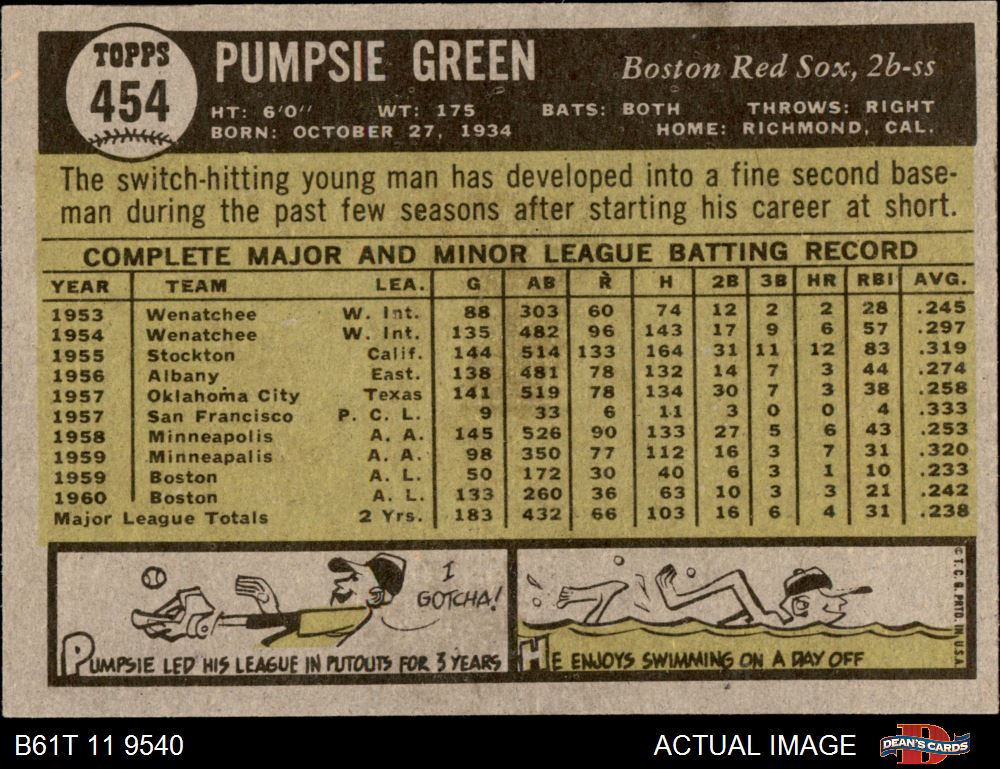 TOPPS
454
PUMPSIE GREEN
Boston Red Sox, 2b-ss
HT: 6'0" WT: 175 BATS: BOTH THROWS: RIGHT
BORN: OCTOBER 27, 1934 HOME: RICHMOND, CAL.
The switch-hitting young man has developed into a fine second base-
man during the past few seasons after starting his career at short.
COMPLETE MAJOR AND MINOR LEAGUE BATTING RECORD
YEAR TEAM LEA. G AB R H 2B 3B HR RBI AVG.
1953 Wenatchee W. Int. 88 303 60 74 12 2 2 28 .245
1954 Wenatchee W. Int. 135 482 96 143 17 9 6 57 .297
1955 Stockton Calif. 144 514 133 164 31 11 12 83 .319
1956 Albany East. 138 481 78 132 14 7 3 44 .274
1957 Oklahoma City Texas 141 519 78 134 30 7 3 38 .258
1957 San Francisco P. C. L. 9 33 6 11 3 0 0 4 .333
1958 Minneapolis A. A. 145 526 90 133 27 5 6 43 .253
1959 Minneapalis A. A. 98 350 77 112 16 3 7 31 .320
1959 Boston A. L. 50 172 30 40 6 3 1 10 .233
1960 Boston A. L. 133 260 36 63 10 3 3 21 .242
Major League Totals 2 Yrs. 183 432 66 103 16 6 4 31 .238
I
GOTCHA!
PUMPSIE LED HIS LEAGUE IN PUTOUTS FOR 3 YEARS
HE ENJOYS SWIMMING ON A DAY OFF
© T. C. G. PRTD. IN U.S.A.
B61T 11 9540
ACTUAL IMAGE
DEAN'S CARDS